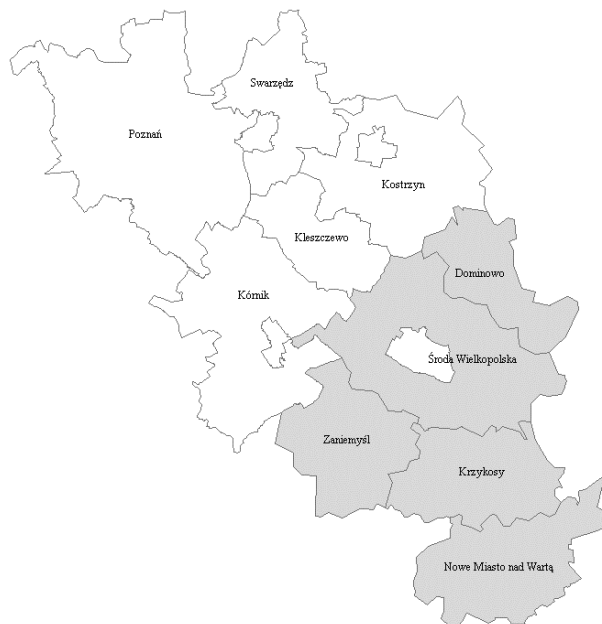 Swarzędz
Poznań
Kostrzyn
Kleszczewo
Dominowo
Kórnik
Środa Wielkopolska
Zaniemyśl
Krzykosy
Nowe Miasto nad Wartą